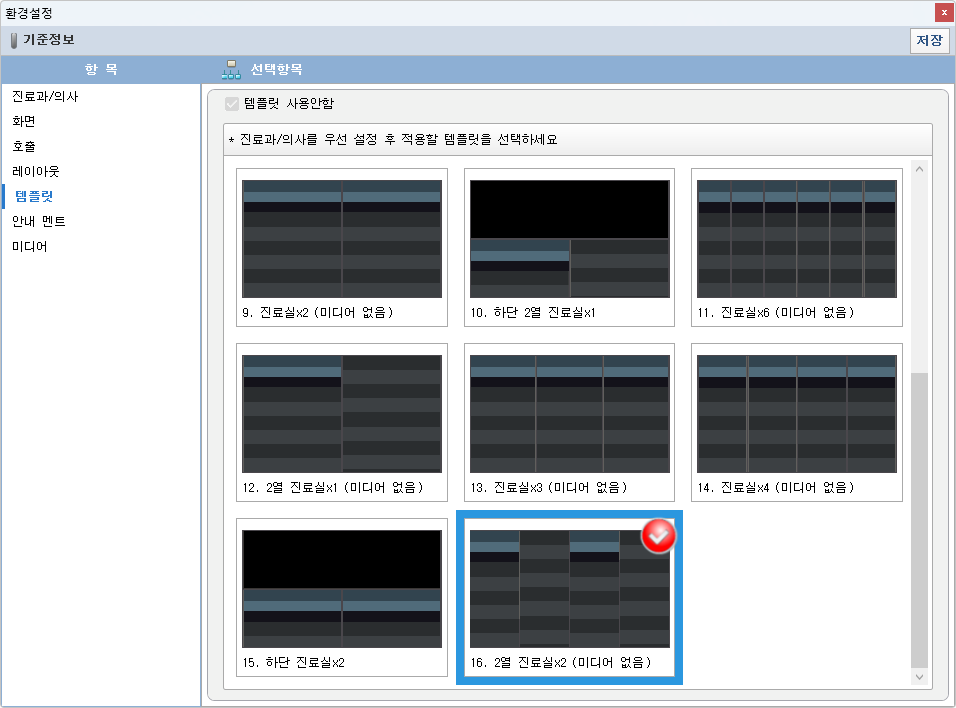 환경설정
기준정보
저장
항 목
선택항목
진료과/의사
화면
호출
레이아웃
템플릿
안내 멘트
미디어
템플릿 사용안함
* 진료과/의사를 우선 설정 후 적용할 템플릿을 선택하세요
9. 진료실x2 (미디어 없음)
10. 하단 2열 진료실x1
11. 진료실x6 (미디어 없음)
12. 2열 진료실x1 (미디어 없음)
13. 진료실x3 (미디어 없음)
14. 진료실x4 (미디어 없음)
15. 하단 진료실x2
16. 2열 진료실x2 (미디어 없음)